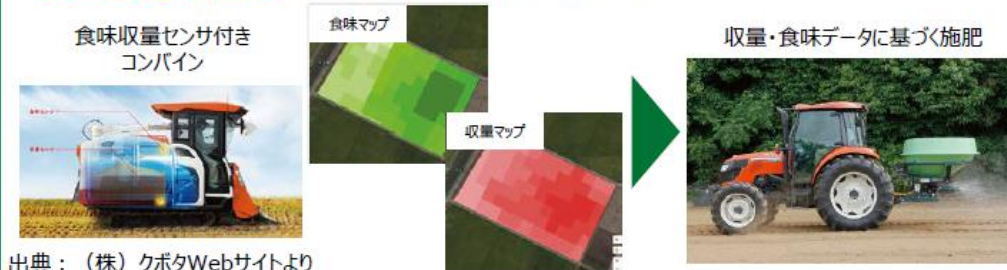 食味収量センサ付き
コンバイン
食味マップ
収量マップ
収量・食味データに基づく施肥
出典：（株）クボタWebサイトより